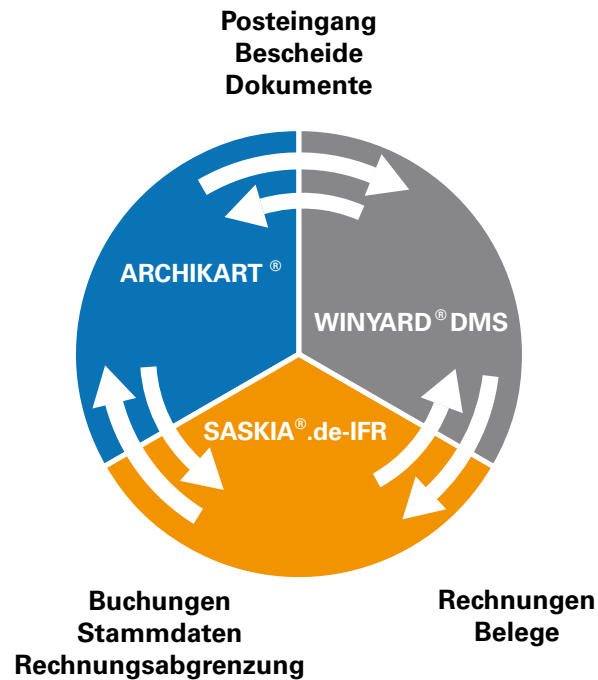 Posteingang
Bescheide
Dokumente
ARCHIKART ®
WINYARD® DMS
SASKIA®.de-IFR
Buchungen
Stammdaten
Rechnungsabgrenzung
Rechnungen
Belege